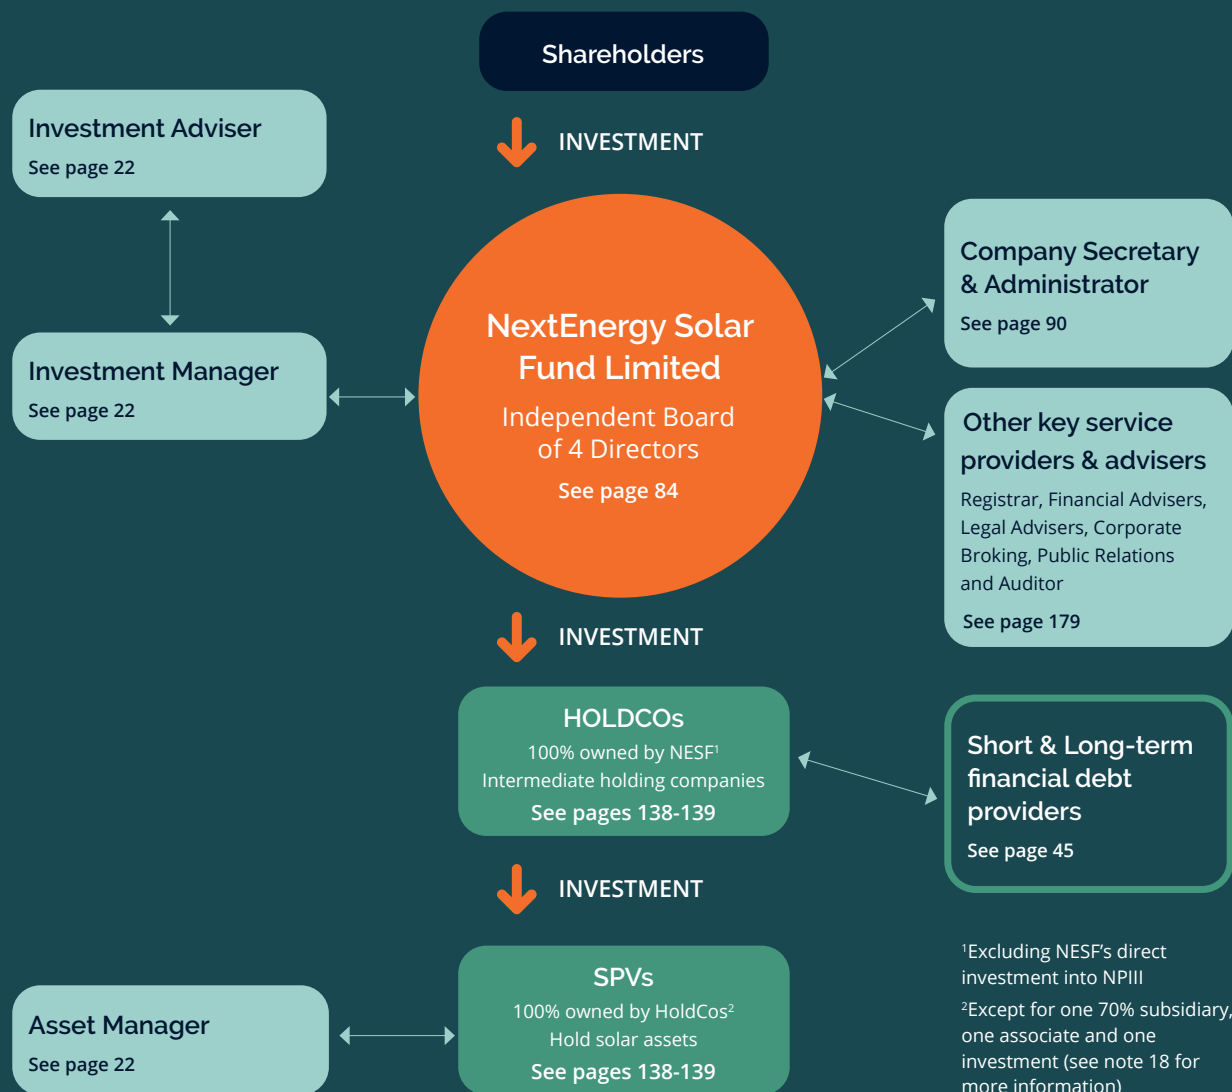 Shareholders
INVESTMENT
Investment Adviser
See page 22
Investment Manager
See page 22
NextEnergy Solar
Fund Limited
Independent Board
of 4 Directors
See page 84
Company Secretary
& Administrator
See page 90
Other key service
providers & advisers
Registrar, Financial Advisers,
Legal Advisers, Corporate
Broking, Public Relations
and Auditor
See page 179
INVESTMENT
HOLDCOs
100% owned by NESF¹
Intermediate holding companies
See pages 138-139
Short & Long-term
financial debt
providers
See page 45
INVESTMENT
SPVs
100% owned by HoldCos²
Hold solar assets
See pages 138-139
Asset Manager
See page 22
¹Excluding NESF’s direct
investment into NPIII
²Except for one 70% subsidiary,
one associate and one
investment (see note 18 for
more information)